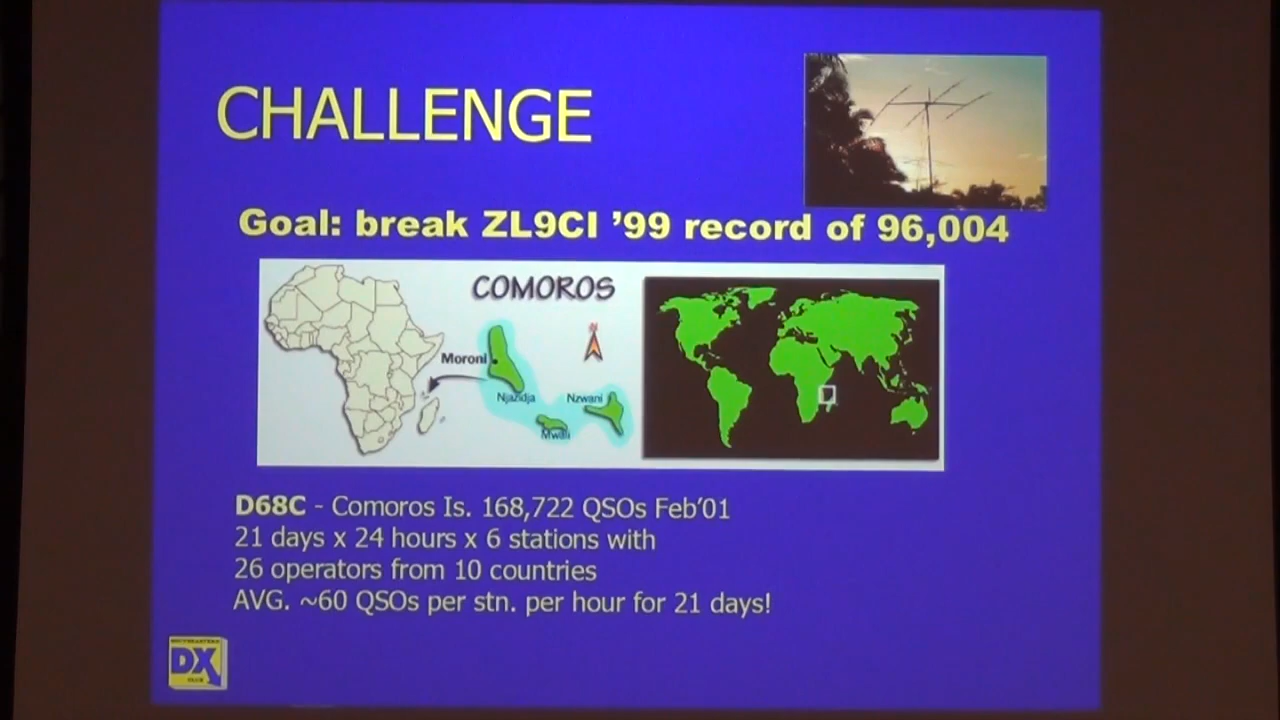 CHALLENGE
Goal: break ZL9CI ’99 record of 96,004
COMOROS
N
Moroni
Njazidja
Nzwani
Mwali
D68C - Comoros Is. 168,722 QSOs Feb’01
21 days x 24 hours x 6 stations with
26 operators from 10 countries
AVG. ~60 QSOs per stn. per hour for 21 days!
SOUTHEASTERN
DX
CLUB